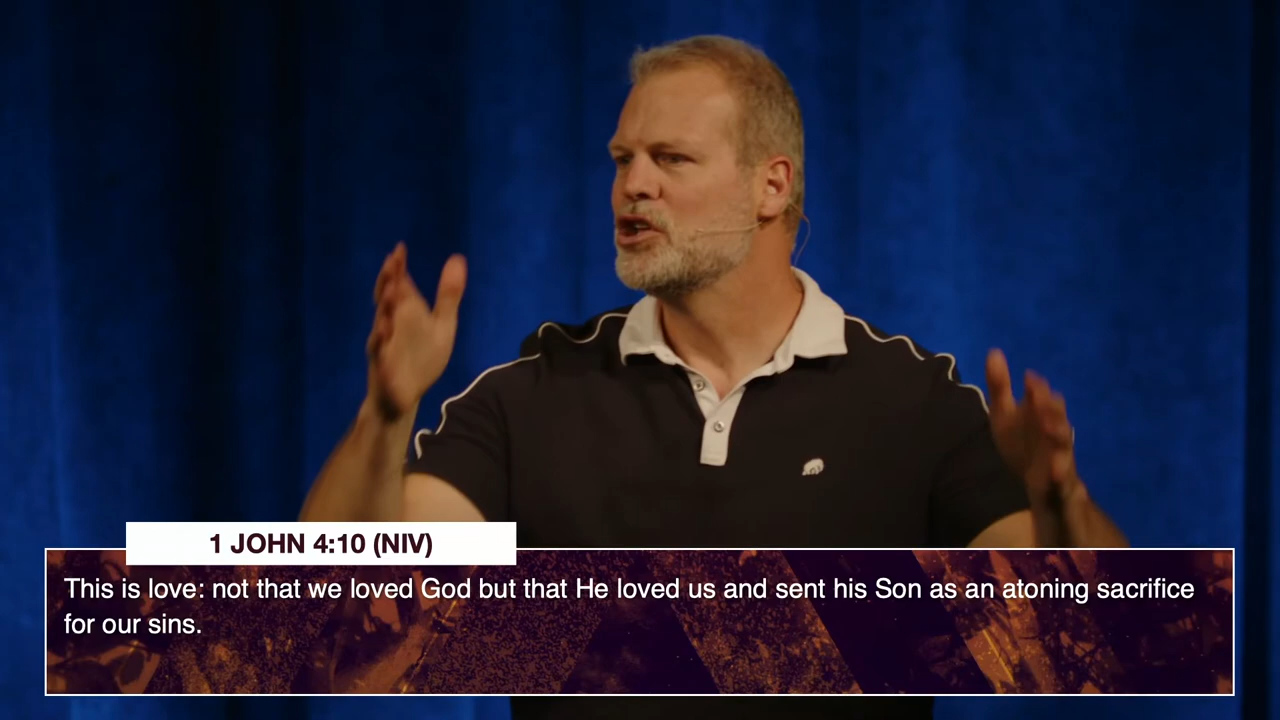 1 JOHN 4:10 (NIV)
This is love: not that we loved God but that He loved us and sent his Son as an atoning sacrifice
for our sins.